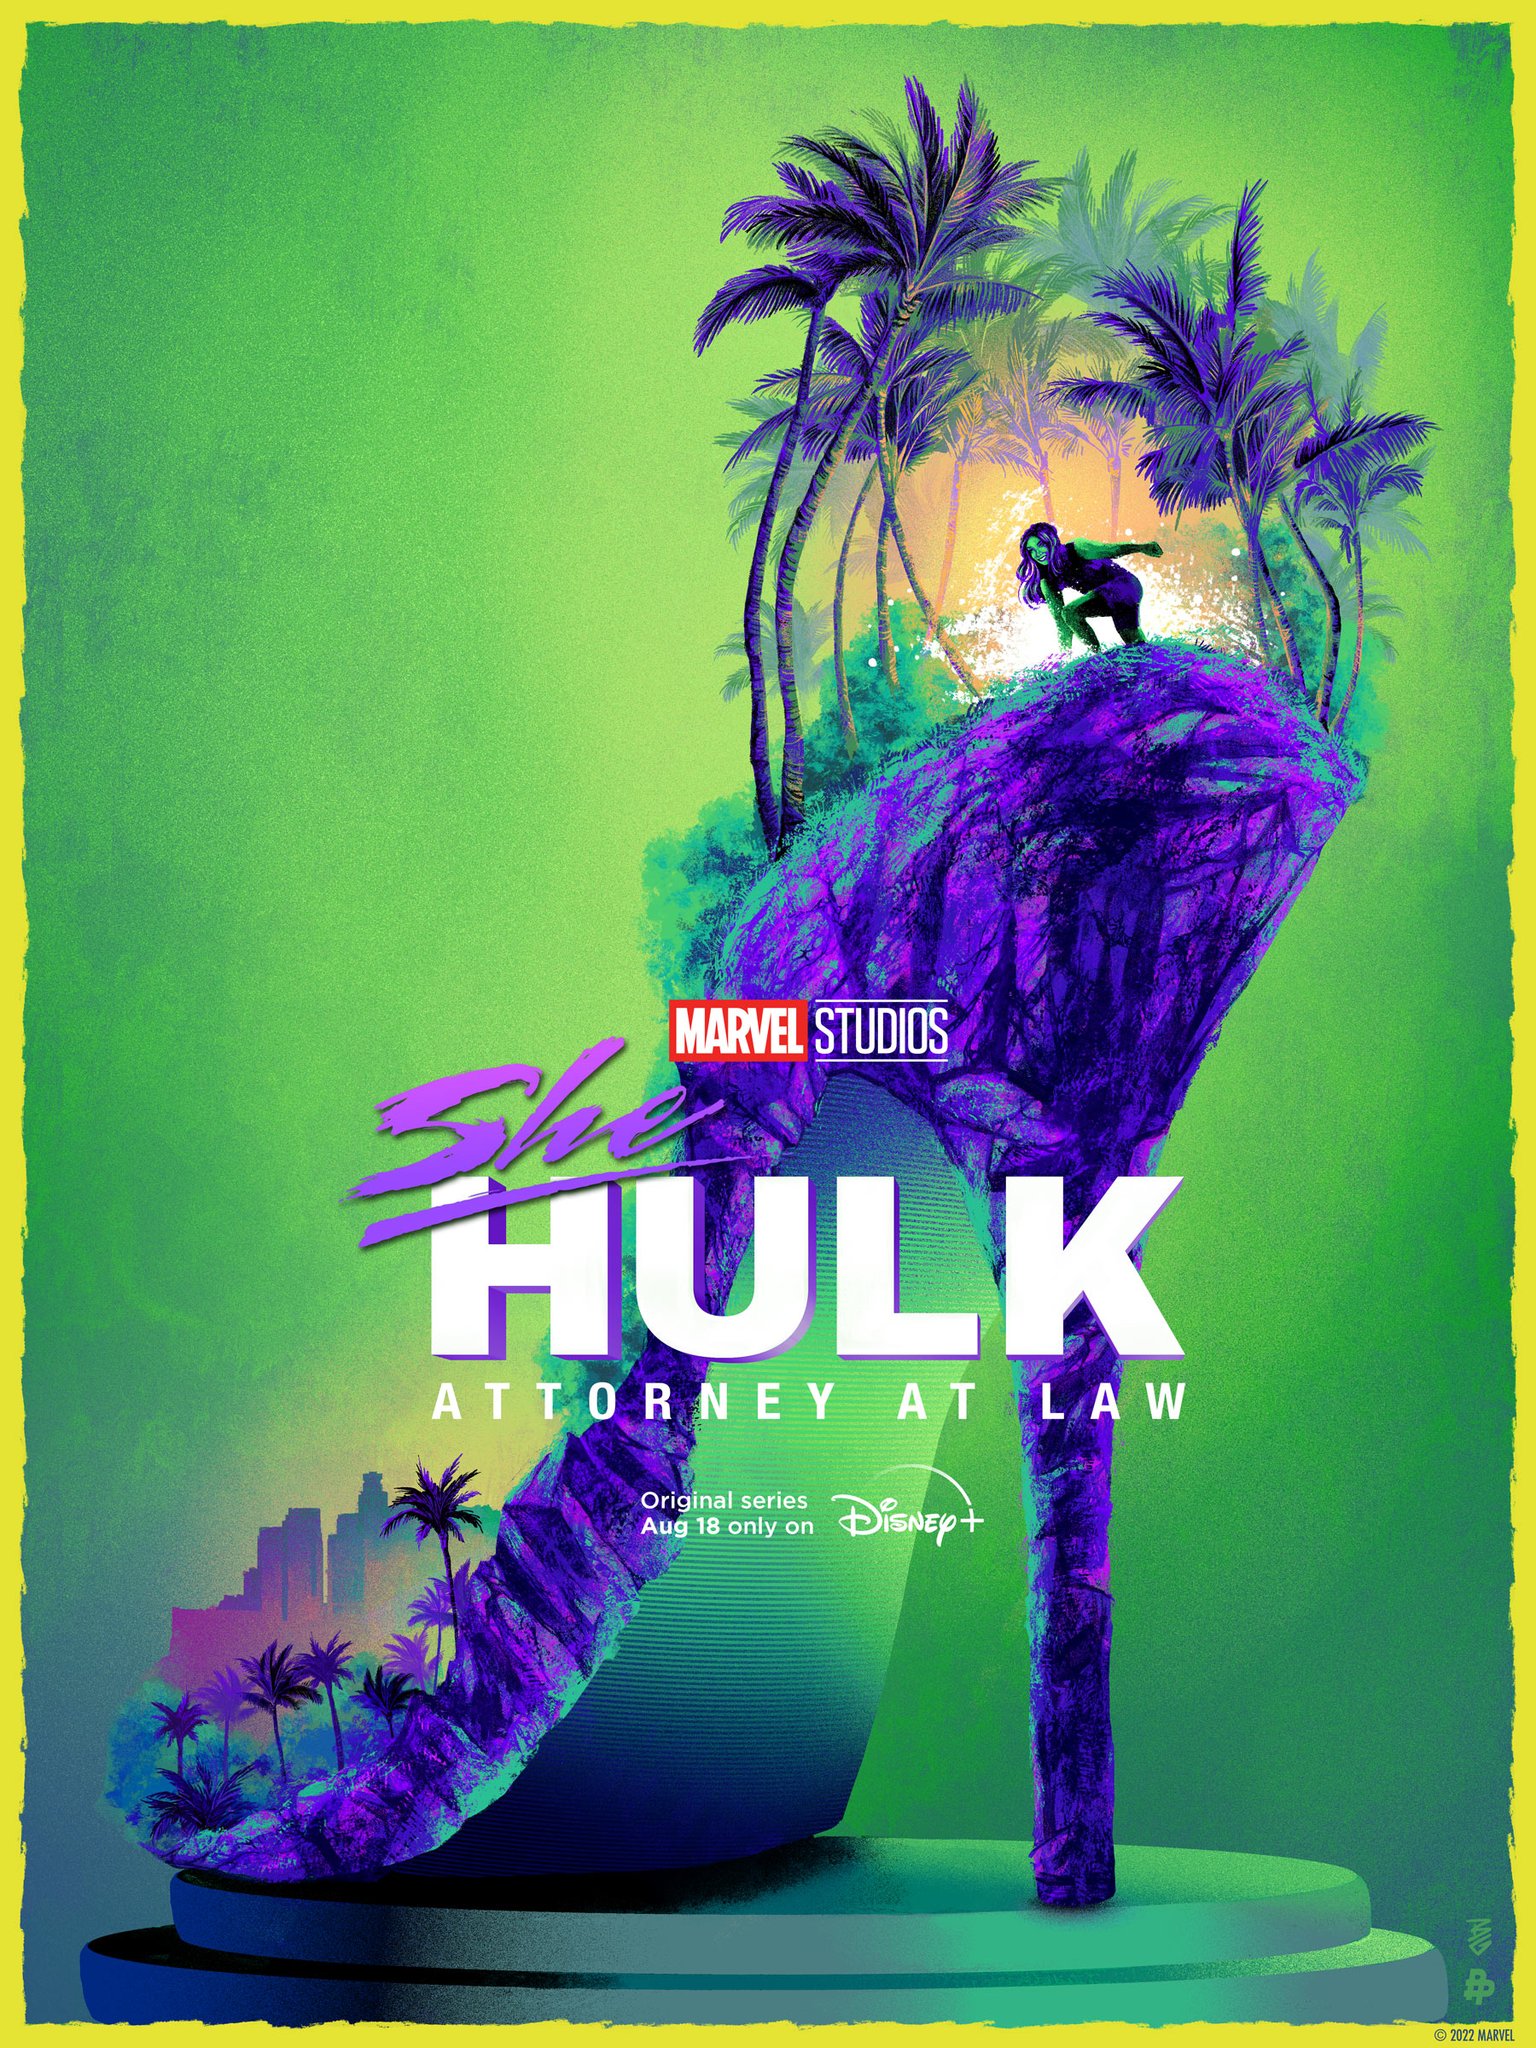 MARVEL STUDIOS
She
HULK
ATTORNEY AT LAW
Original series
Aug 18 only on Disney+
© 2022 MARVEL